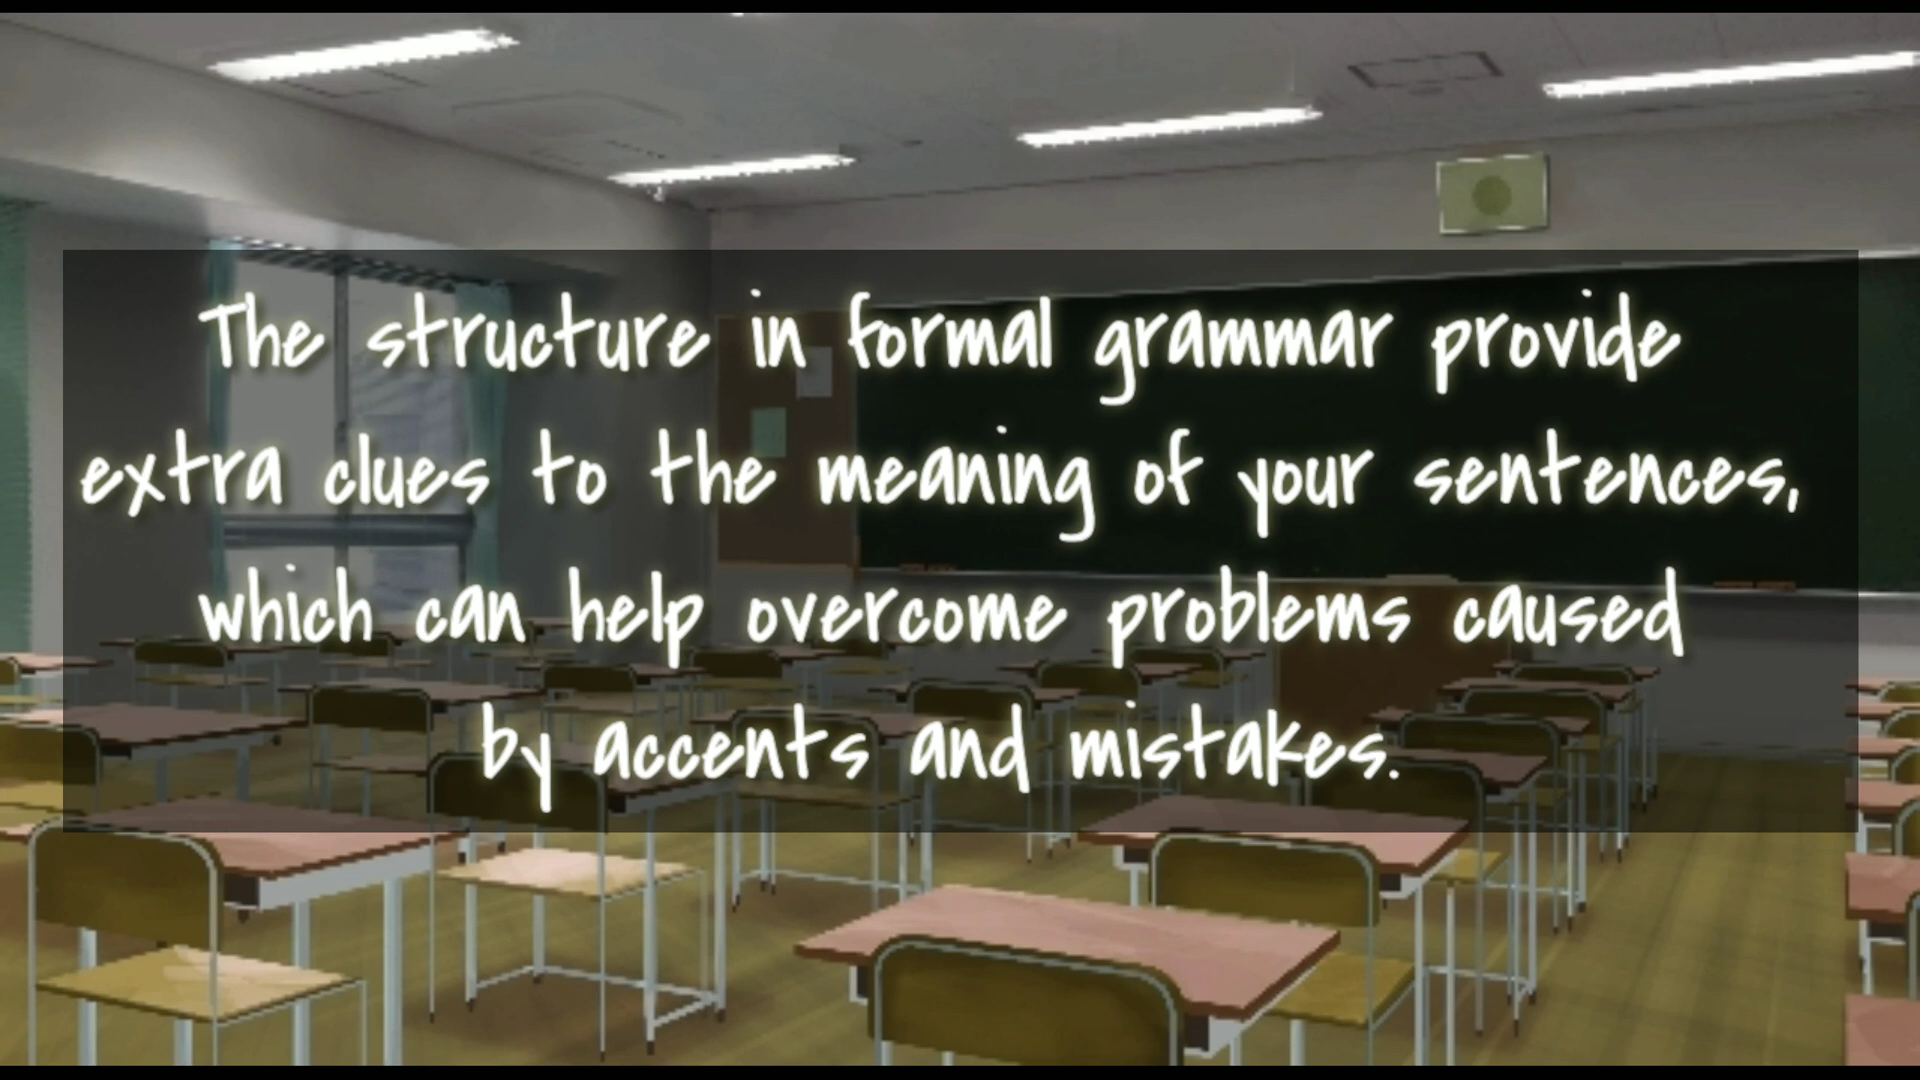 The structure in formal grammar provide
extra clues to the meaning of your sentences,
which can help overcome problems caused
by accents and mistakes.